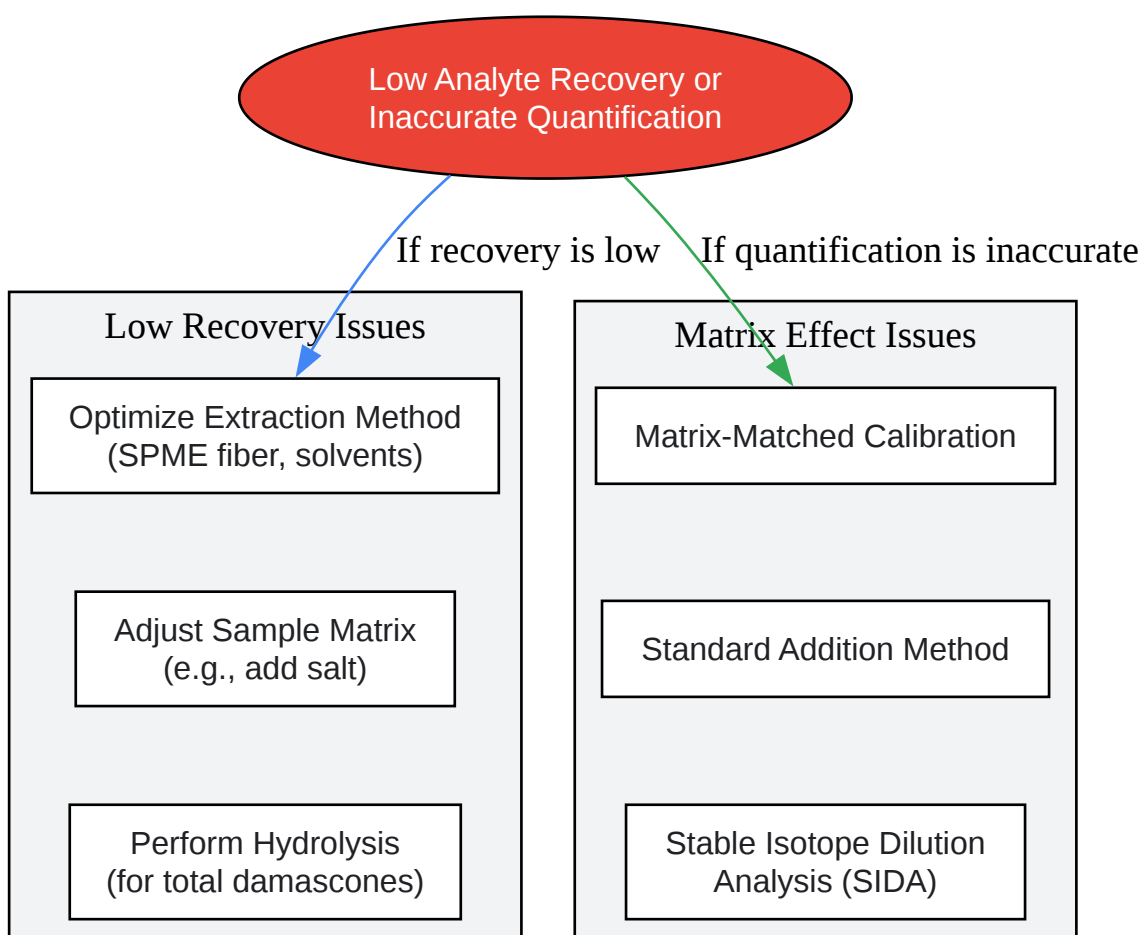 Low Analyte Recovery or
Inaccurate Quantification
If recovery is low
If quantification is inaccurate
Low Recovery Issues
Optimize Extraction Method
(SPME fiber, solvents)
Adjust Sample Matrix
(e.g., add salt)
Perform Hydrolysis
(for total damascones)
Matrix Effect Issues
Matrix-Matched Calibration
Standard Addition Method
Stable Isotope Dilution
Analysis (SIDA)